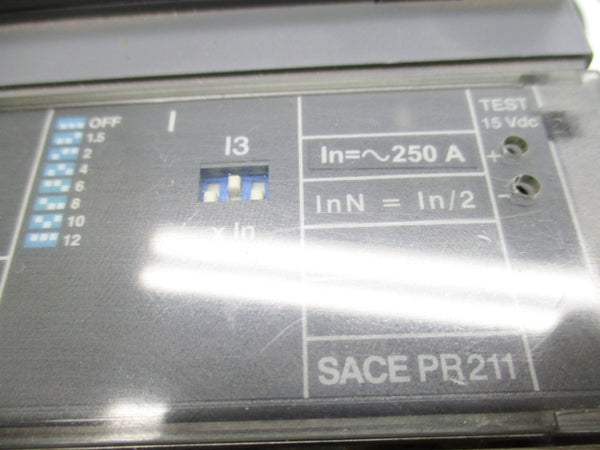 OFF
1.5
2
4
6
8
10
12
I
I3
x In
In=~250 A
InN = In/2
TEST
15 Vdc
+
-
SACE PR211